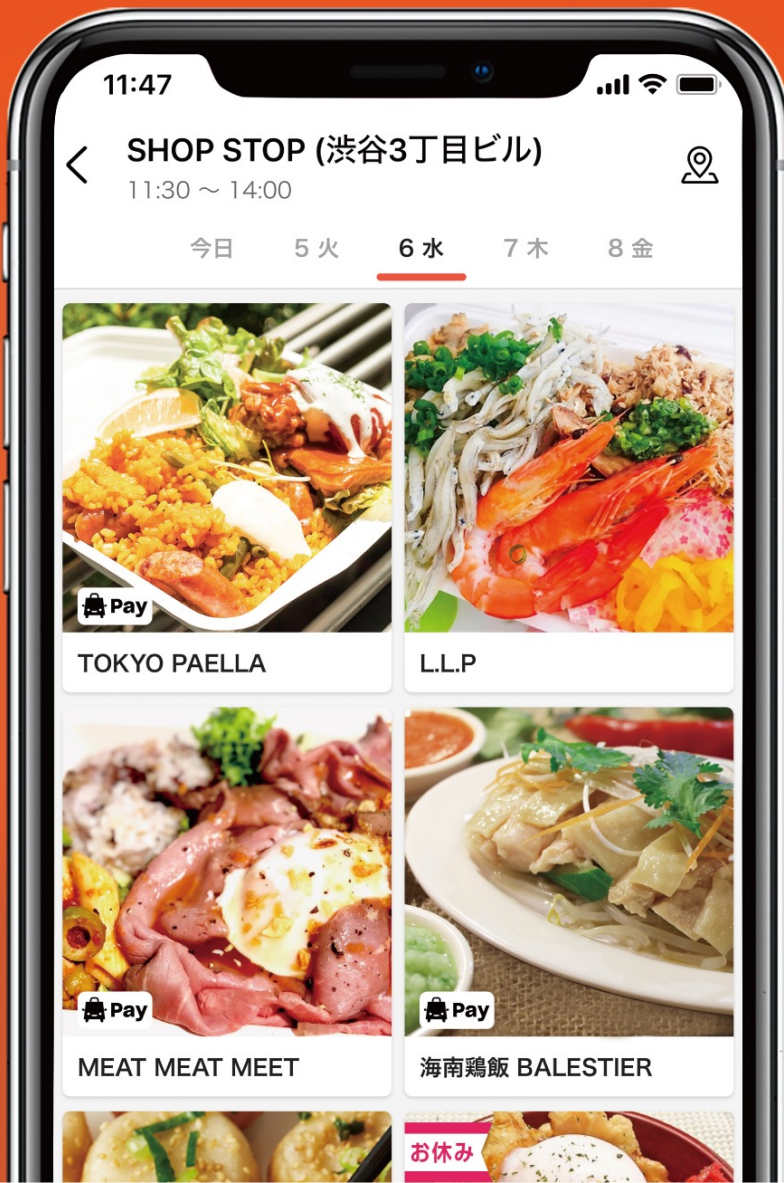 11:47
SHOP STOP (渋谷3丁目ビル)
11:30 ～ 14:00
今日 5 火 6 水 7 木 8 金
Pay
TOKYO PAELLA
L.L.P
Pay
Pay
MEAT MEAT MEET
海南鶏飯 BALESTIER
お休み